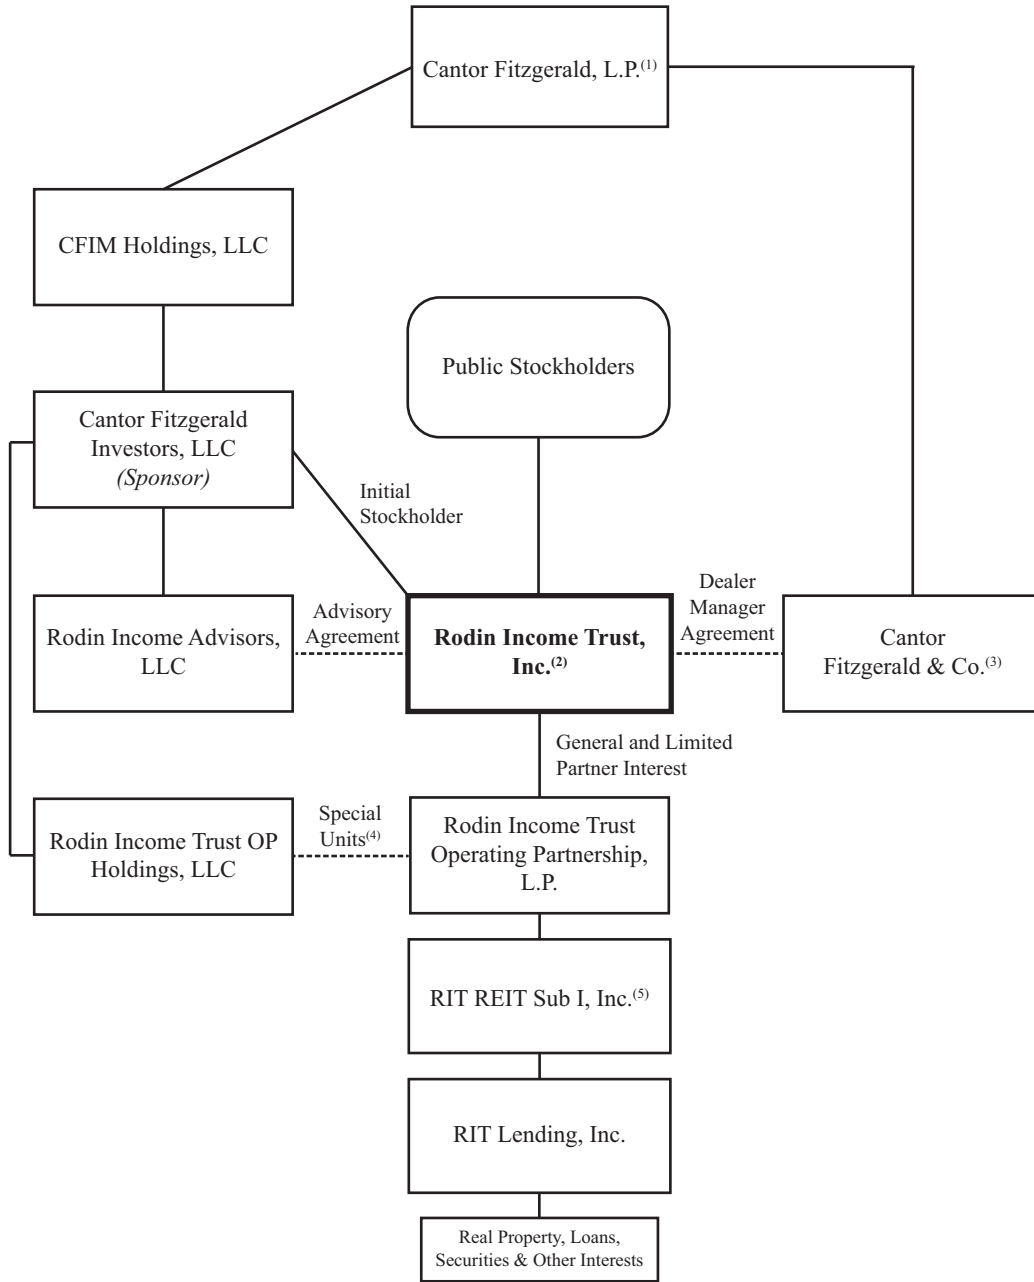 Cantor Fitzgerald, L.P.(1)
CFIM Holdings, LLC
Public Stockholders
Cantor Fitzgerald
Investors, LLC
(Sponsor)
Initial
Stockholder
Rodin Income Advisors,
LLC
Advisory
Agreement
Rodin Income Trust,
Inc.(2)
Dealer
Manager
Agreement
Cantor
Fitzgerald & Co.(3)
General and Limited
Partner Interest
Rodin Income Trust OP
Holdings, LLC
Special
Units(4)
Rodin Income Trust
Operating Partnership,
L.P.
RIT REIT Sub I, Inc.(5)
RIT Lending, Inc.
Real Property, Loans,
Securities & Other Interests